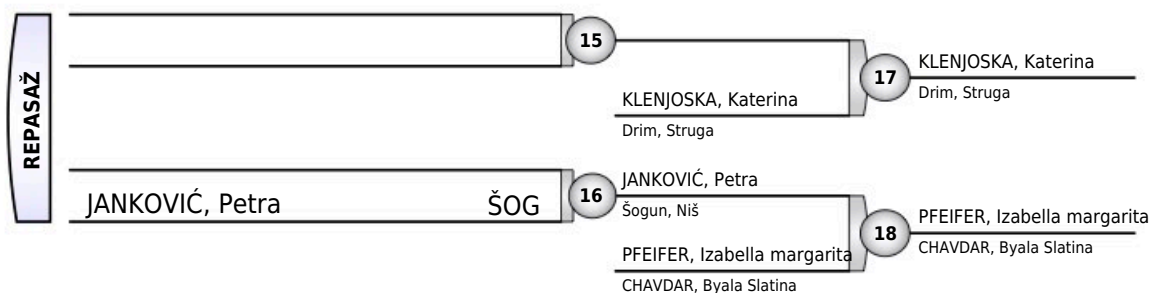 REPASAŽ
15
KLENJOSKA, Katerina
Drim, Struga
17
KLENJOSKA, Katerina
Drim, Struga
JANKOVIĆ, Petra ŠOG
16
JANKOVIĆ, Petra
Šogun, Niš
PFEIFER, Izabella margarita
CHAVDAR, Byala Slatina
18
PFEIFER, Izabella margarita
CHAVDAR, Byala Slatina